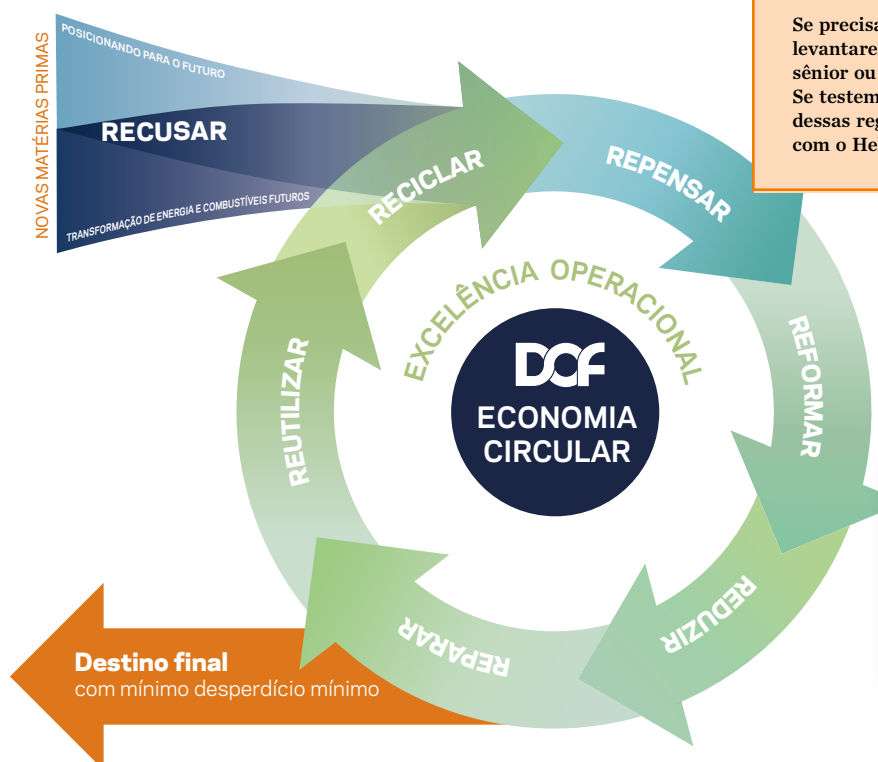 NOVAS MATÉRIAS PRIMAS
POSICIONANDO PARA O FUTURO
RECUSAR
TRANSFORMAÇÃO DE ENERGIA E COMBUSTÍVEIS FUTUROS
RECICLAR
REPENSAR
REFORMAR
REDUZIR
REPARAR
REUTILIZAR
EXCELÊNCIA OPERACIONAL
DOF
ECONOMIA
CIRCULAR
Destino final
com mínimo desperdício mínimo
Se precisa
levantare
sênior ou
Se testem
dessas reg
com o He